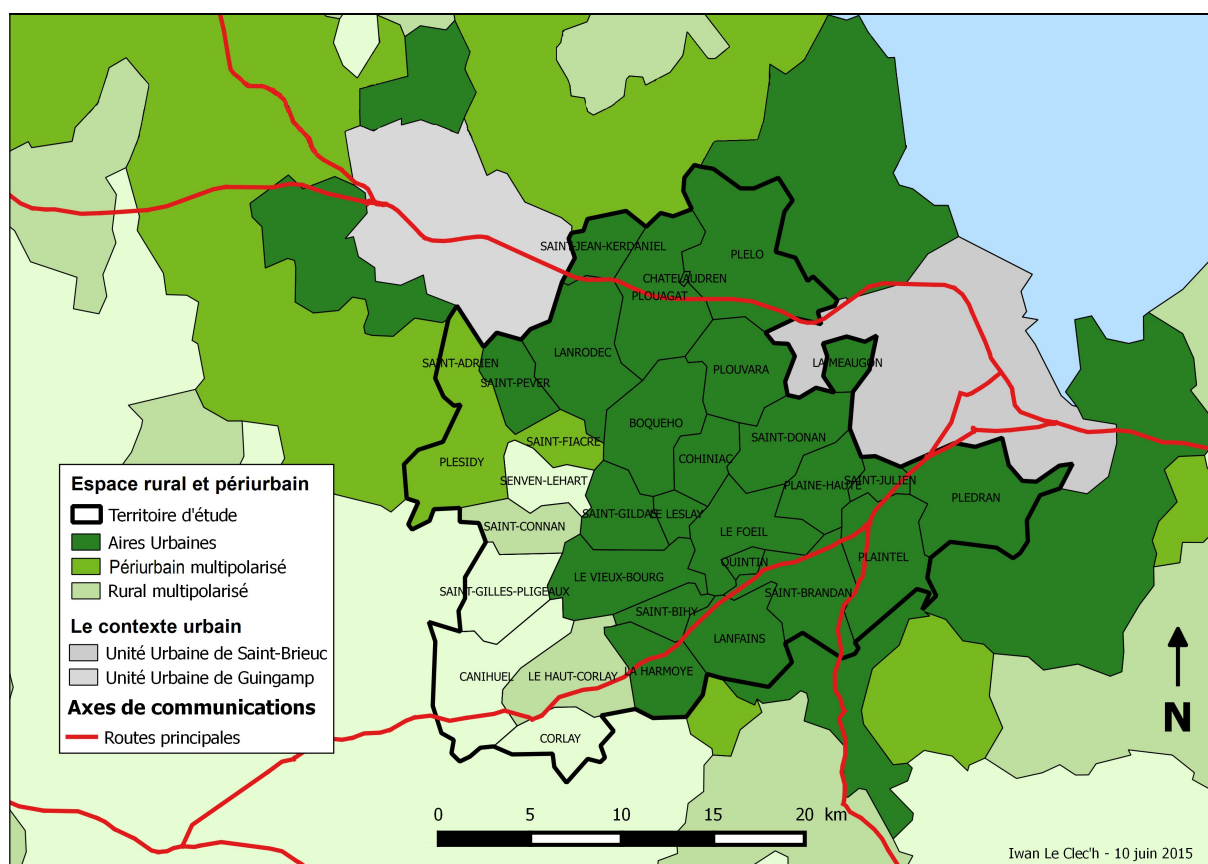 SAINT-JEAN-KERDANIEL
PLELO
CHATELAUDREN
PLOUAGAT
LANRODEC
SAINT-ADRIEN
PLOUVARA
LA MEAUGON
SAINT-PEVER
BOQUEHO
SAINT-FIACRE
SAINT-DONAN
PLESIDY
COHINIAC
SENVEN-LEHART
PLAINE-HAUTE
SAINT-JULIEN
PLEDRAN
SAINT-GILDAS
LE LESLAY
SAINT-CONNAN
LE FOEIL
PLAINTEL
QUINTIN
LE VIEUX-BOURG
SAINT-GILLES-PLIGEAUX
SAINT-BRANDAN
SAINT-BIHY
LANFAINS
CANIHUEL
LE HAUT-CORLAY
LA HARMOYE
CORLAY
Espace rural et périurbain
Territoire d'étude
Aires Urbaines
Périurbain multipolarisé
Rural multipolarisé
Le contexte urbain
Unité Urbaine de Saint-Brieuc
Unité Urbaine de Guingamp
Axes de communications
Routes principales
N
0 5 10 15 20 km
Iwan Le Clec'h - 10 juin 2015